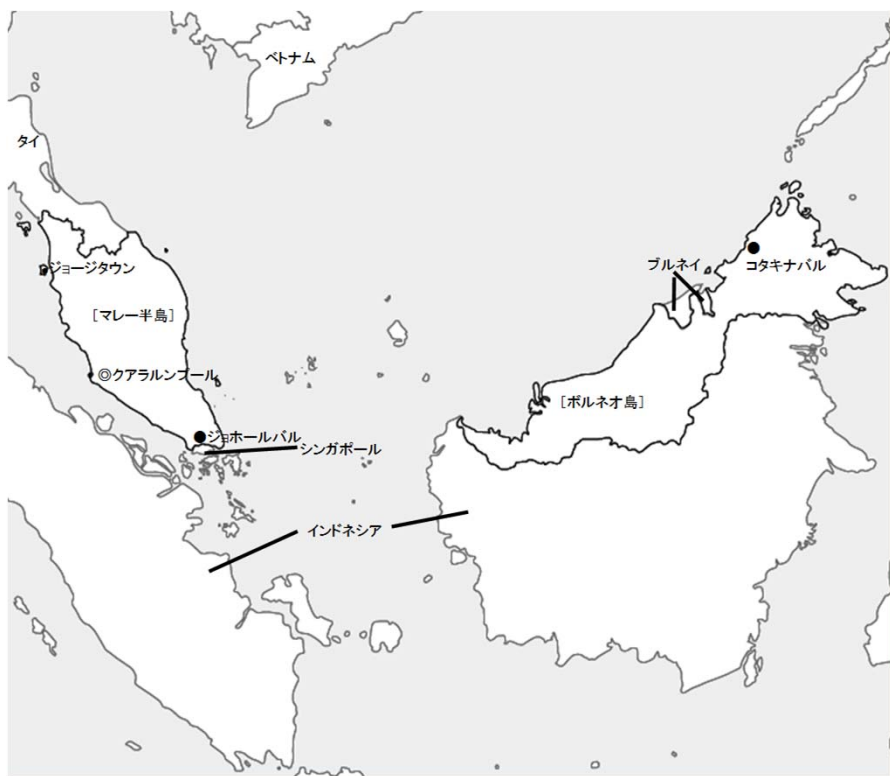 ベトナム
タイ
ブルネイ
ジョージタウン
コタキナバル
［マレー半島］
◎クアラルンプール
［ボルネオ島］
ジョホールバル
シンガポール
インドネシア